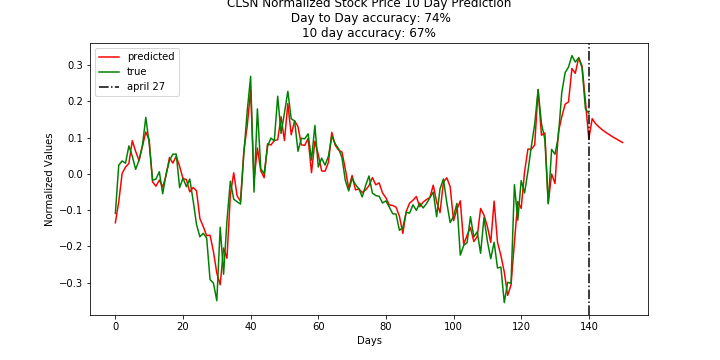 CLSN Normalized Stock Price 10 Day Prediction
Day to Day accuracy: 74%
10 day accuracy: 67%
predicted
true
april 27
Normalized Values
0.3
0.2
0.1
0.0
−0.1
−0.2
−0.3
0 20 40 60 80 100 120 140
Days